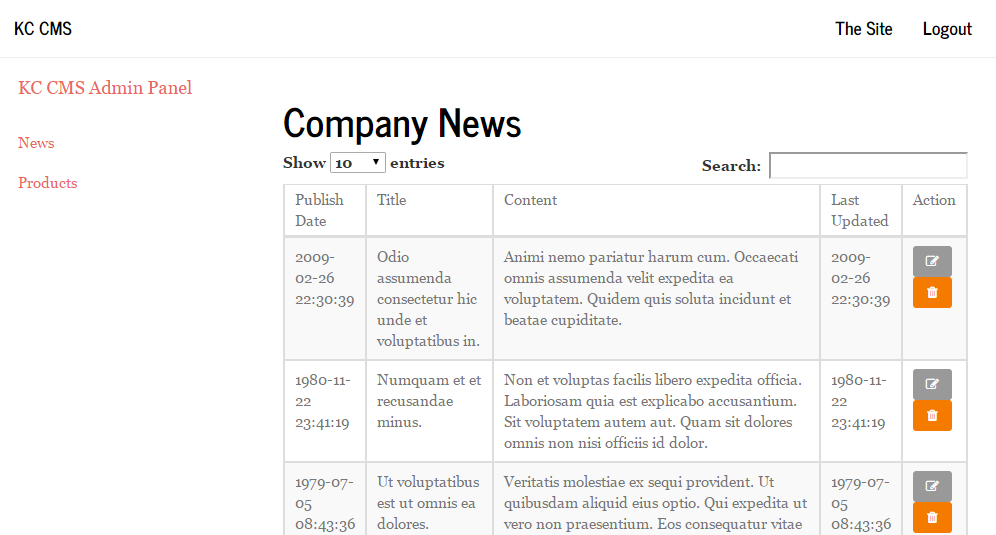 KC CMS The Site Logout
KC CMS Admin Panel
News
Products
Company News
Show 10 entries Search:
Publish Date Title Content Last Updated Action
2009-
02-26
22:30:39
Odio
assumenda
consectetur hic
unde et
voluptatibus in.
Animi nemo pariatur harum cum. Occaecati
omnis assumenda velit expedita ea
voluptatem. Quidem quis soluta incidunt et
beatae cupiditate.
2009-
02-26
22:30:39
1980-11-
22
23:41:19
Numquam et et
recusandae
minus.
Non et voluptas facilis libero expedita officia.
Laboriosam quia est explicabo accusantium.
Sit voluptatem autem aut. Quam sit dolores
omnis non nisi officiis id dolor.
1980-11-
22
23:41:19
1979-07-
05
08:43:36
Ut voluptatibus
est ut omnis ea
dolores.
Veritatis molestiae ex sequi provident. Ut
quibusdam aliquid eius optio. Qui expedita ut
vero non praesentium. Eos consequatur vitae
1979-07-
05
08:43:36